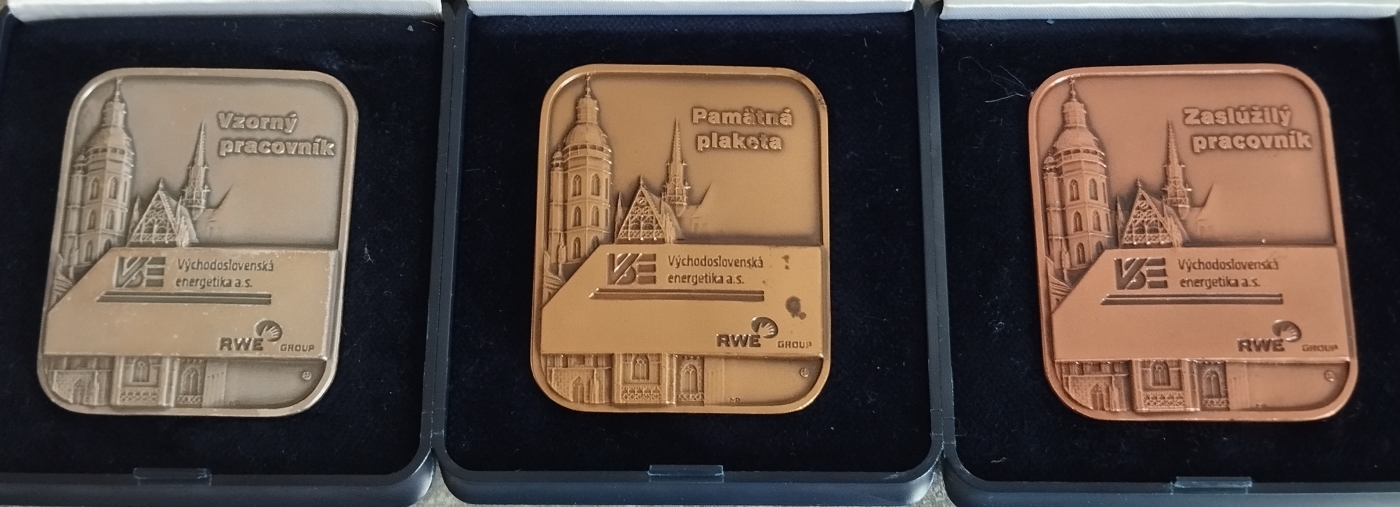 Vzorný
pracovník
VSE
Východoslovenská
energetika a.s.
RWE GROUP
Pamätná
plaketa
VSE
Východoslovenská
energetika a.s.
RWE GROUP
Zaslúžilý
pracovník
VSE
Východoslovenská
energetika a.s.
RWE GROUP